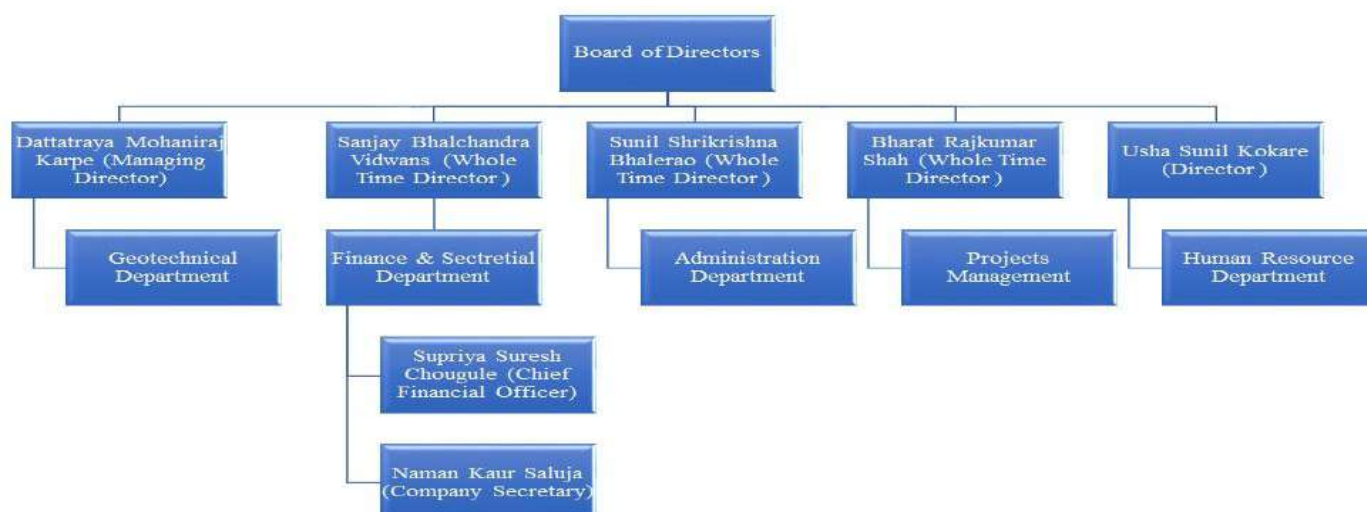 Board of Directors
Dattatraya Mohaniraj
Karpe (Managing
Director)
Sanjay Bhalchandra
Vidwans (Whole
Time Director )
Sunil Shrikrishna
Bhalerao (Whole
Time Director )
Bharat Rajkumar
Shah (Whole Time
Director )
Usha Sunil Kokare
(Director )
Geotechnical
Department
Finance & Sectretial
Department
Administration
Department
Projects
Management
Human Resource
Department
Supriya Suresh
Chougule (Chief
Financial Officer)
Naman Kaur Saluja
(Company Secretary)